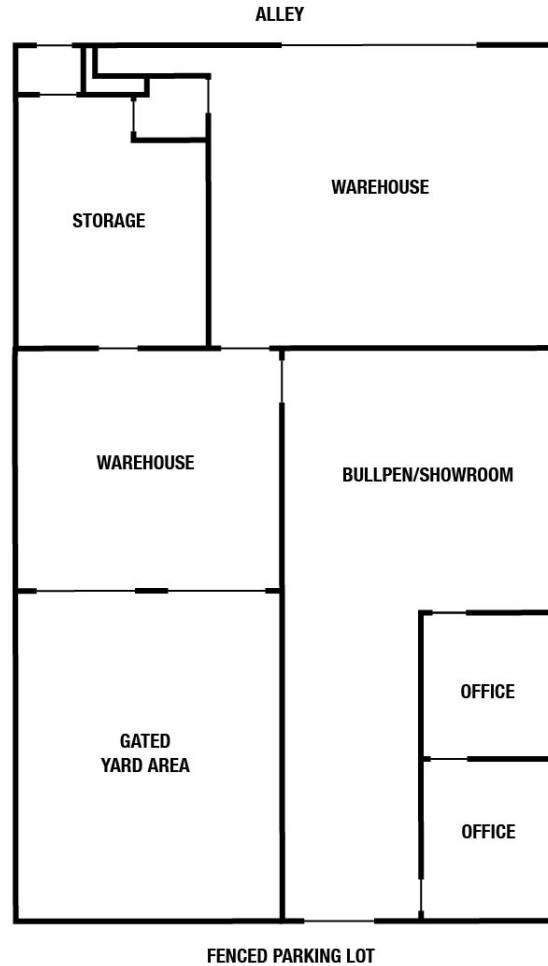 ALLEY
WAREHOUSE
STORAGE
WAREHOUSE
BULLPEN/SHOWROOM
OFFICE
GATED
YARD AREA
OFFICE
FENCED PARKING LOT